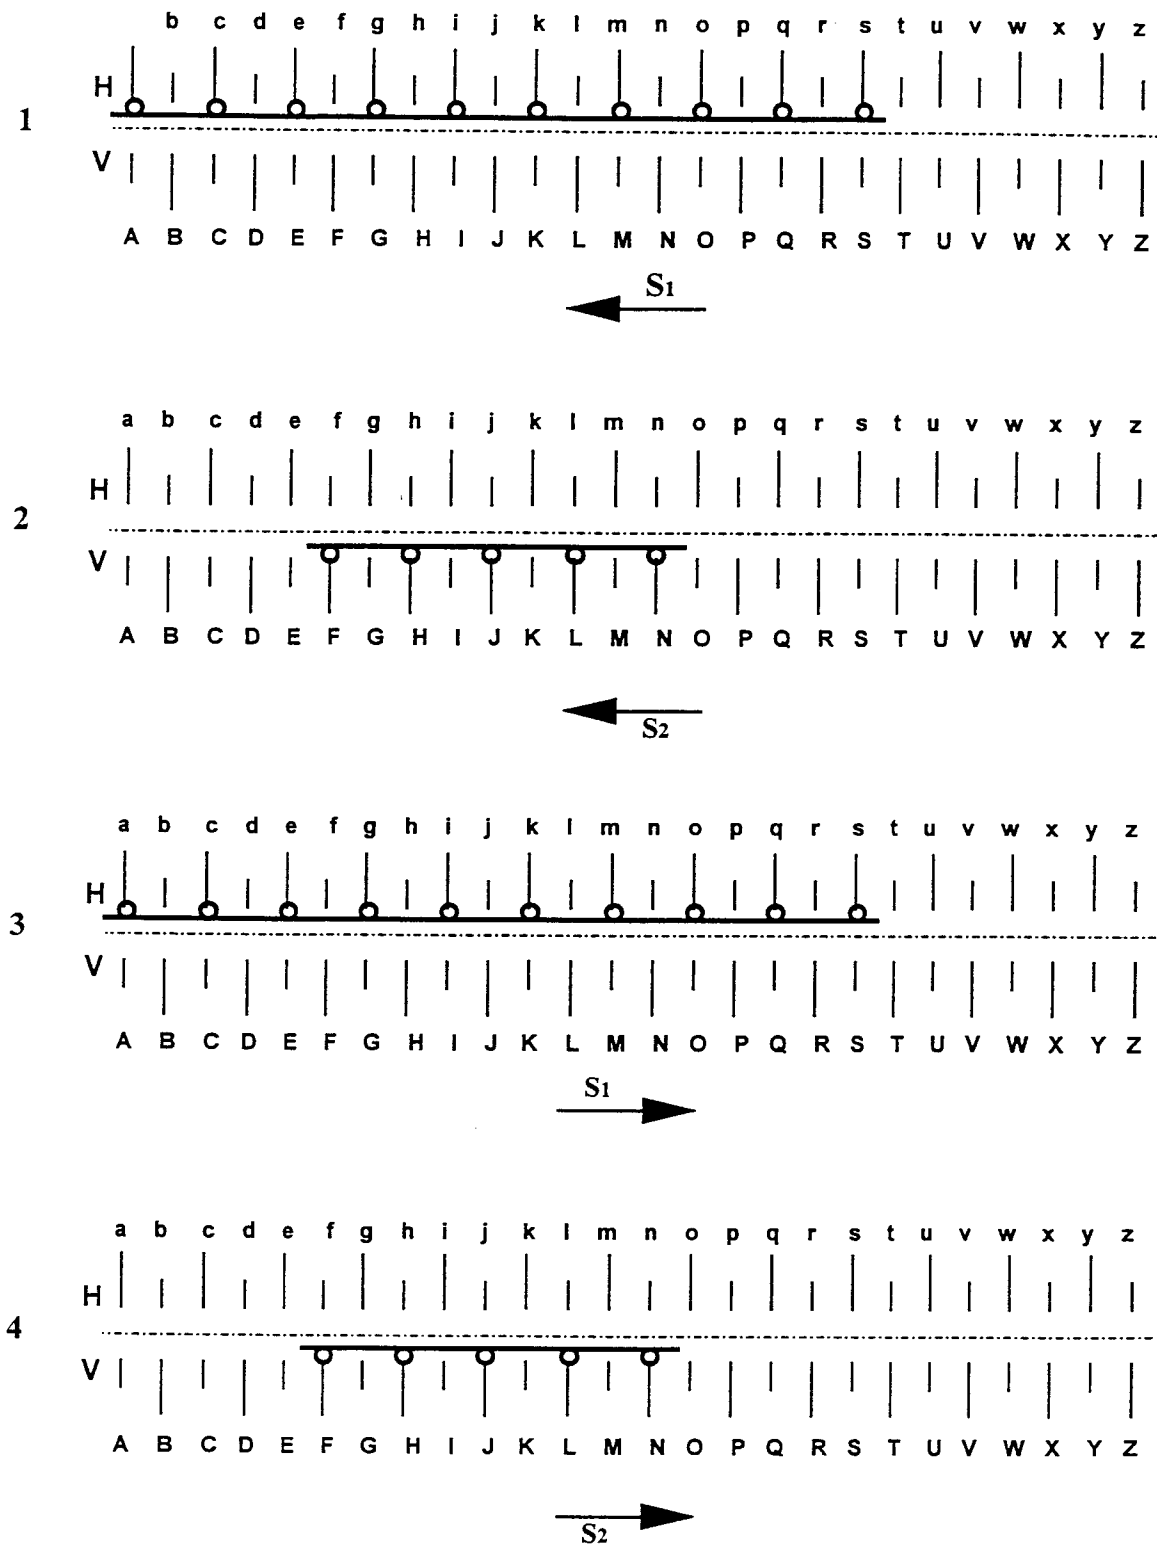 b c d e f g h i j k l m n o p q r s t u v w x y z
H
1
V
A B C D E F G H I J K L M N O P Q R S T U V W X Y Z
S1
a b c d e f g h i j k l m n o p q r s t u v w x y z
H
2
V
A B C D E F G H I J K L M N O P Q R S T U V W X Y Z
S2
a b c d e f g h i j k l m n o p q r s t u v w x y z
H
3
V
A B C D E F G H I J K L M N O P Q R S T U V W X Y Z
S1
a b c d e f g h i j k l m n o p q r s t u v w x y z
H
4
V
A B C D E F G H I J K L M N O P Q R S T U V W X Y Z
S2